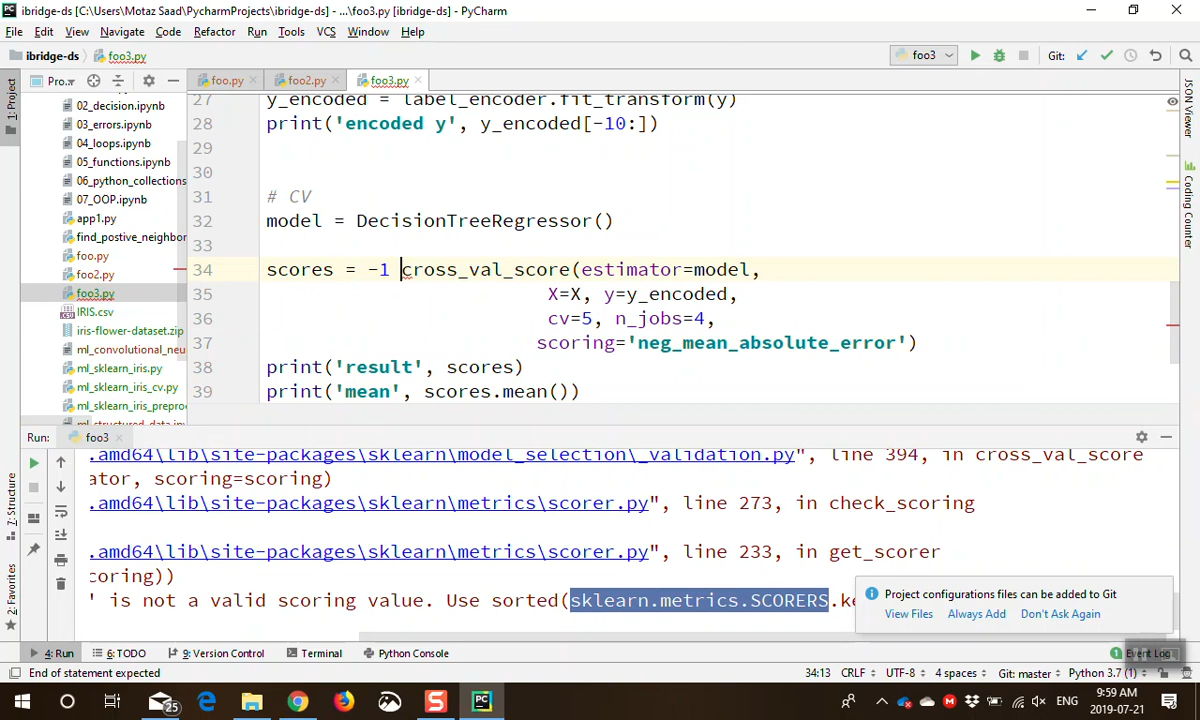 ibridge-ds [C:\Users\Motaz Saad\PycharmProjects\ibridge-ds] - ...\foo3.py [ibridge-ds] - PyCharm
File Edit View Navigate Code Refactor Run Tools VCS Window Help
ibridge-ds foo3.py foo3 Git:
Pro.. foo.py foo2.py foo3.py
1: Project
JSON Viewer
Coding Counter
02_decision.ipynb
03_errors.ipynb
04_loops.ipynb
05_functions.ipynb
06_python_collections
07_OOP.ipynb
app1.py
find_postive_neighbor
foo.py
foo2.py
foo3.py
IRIS.csv
iris-flower-dataset.zip
ml_convolutional_neu
ml_sklearn_iris.py
ml_sklearn_iris_cv.py
ml_sklearn_iris_prepro
27 y_encoded = label_encoder.fit_transform(y)
28 print('encoded y', y_encoded[-10:])
29
30
31 # CV
32 model = DecisionTreeRegressor()
33
34 scores = -1 cross_val_score(estimator=model,
35 X=X, y=y_encoded,
36 cv=5, n_jobs=4,
37 scoring='neg_mean_absolute_error')
38 print('result', scores)
39 print('mean', scores.mean())
Run: foo3
.amd64\lib\site-packages\sklearn\model_selection\_validation.py", line 394, in cross_val_score
ator, scoring=scoring)
.amd64\lib\site-packages\sklearn\metrics\scorer.py", line 273, in check_scoring
.amd64\lib\site-packages\sklearn\metrics\scorer.py", line 233, in get_scorer
coring))
' is not a valid scoring value. Use sorted(sklearn.metrics.SCORERS.ke
Project configurations files can be added to Git
View Files Always Add Don't Ask Again
7: Structure
2: Favorites
4: Run 6: TODO 9: Version Control Terminal Python Console 1 Event Log
End of statement expected 34:13 CRLF UTF-8 4 spaces Git: master Python 3.7 (1)
25 ENG 9:59 AM
2019-07-21